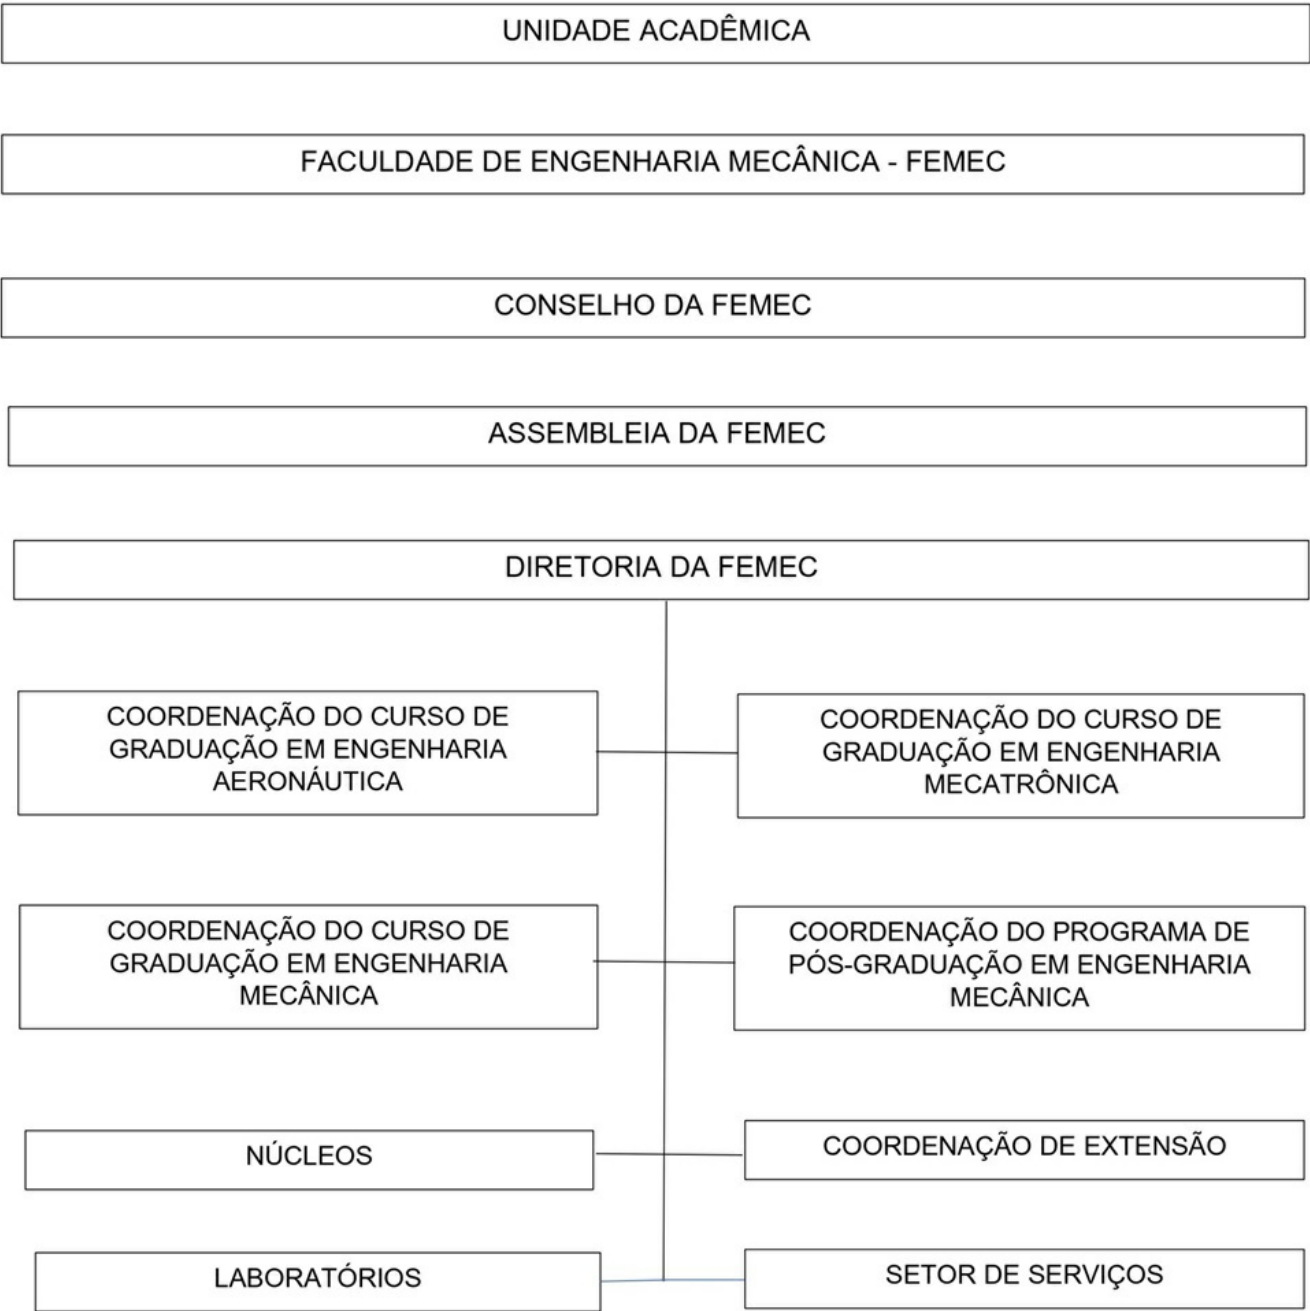 UNIDADE ACADÊMICA
FACULDADE DE ENGENHARIA MECÂNICA - FEMEC
CONSELHO DA FEMEC
ASSEMBLEIA DA FEMEC
DIRETORIA DA FEMEC
COORDENAÇÃO DO CURSO DE
GRADUAÇÃO EM ENGENHARIA
AERONÁUTICA
COORDENAÇÃO DO CURSO DE
GRADUAÇÃO EM ENGENHARIA
MECATRÔNICA
COORDENAÇÃO DO CURSO DE
GRADUAÇÃO EM ENGENHARIA
MECÂNICA
COORDENAÇÃO DO PROGRAMA DE
PÓS-GRADUAÇÃO EM ENGENHARIA
MECÂNICA
NÚCLEOS
COORDENAÇÃO DE EXTENSÃO
LABORATÓRIOS
SETOR DE SERVIÇOS